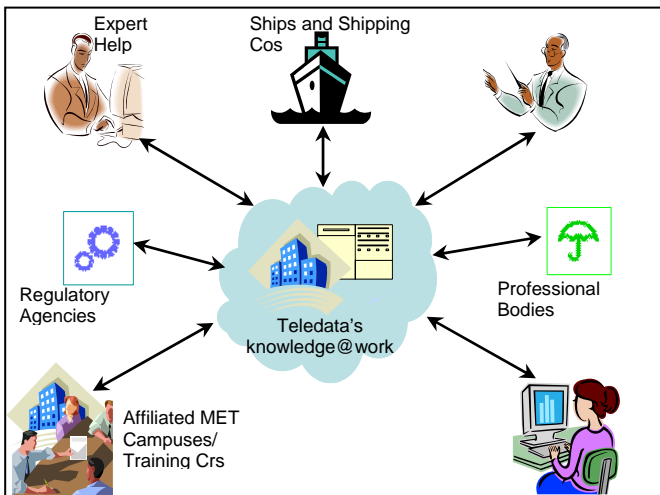 Expert
Help
Ships and Shipping
Cos
Regulatory
Agencies
Professional
Bodies
Teledata's
knowledge@work
Affiliated MET
Campuses/
Training Crs